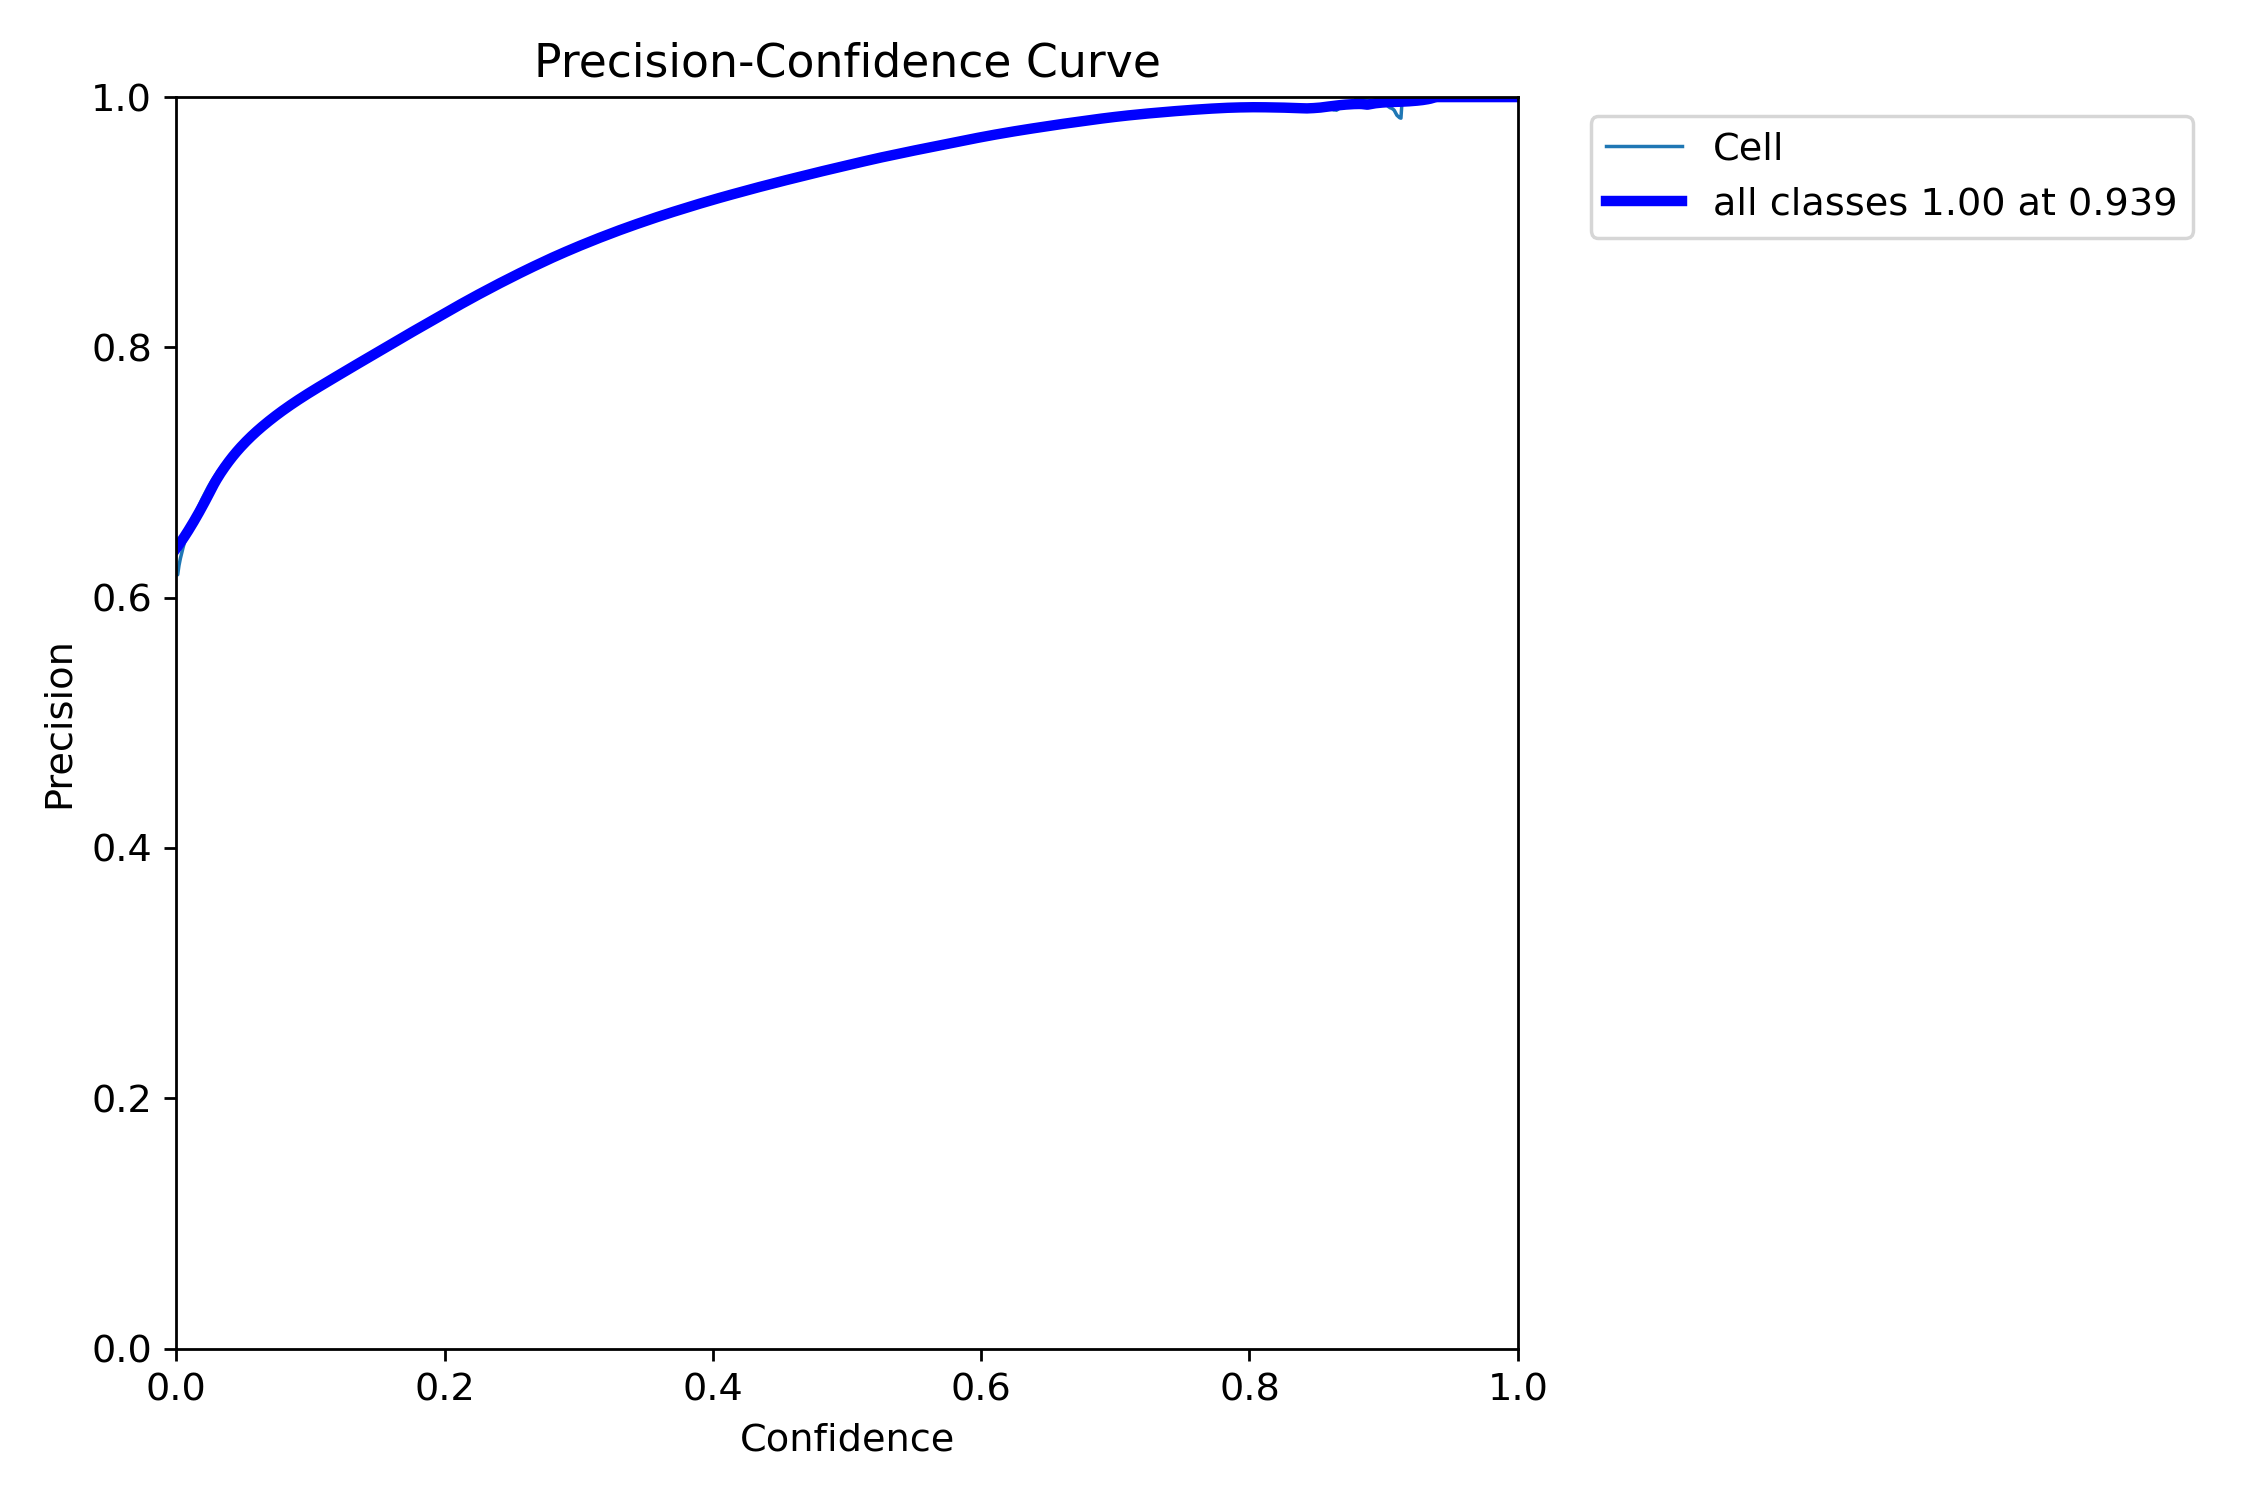 Precision-Confidence Curve
1.0
0.8
0.6
0.4
0.2
0.0
Precision
0.0 0.2 0.4 0.6 0.8 1.0
Confidence
Cell
all classes 1.00 at 0.939